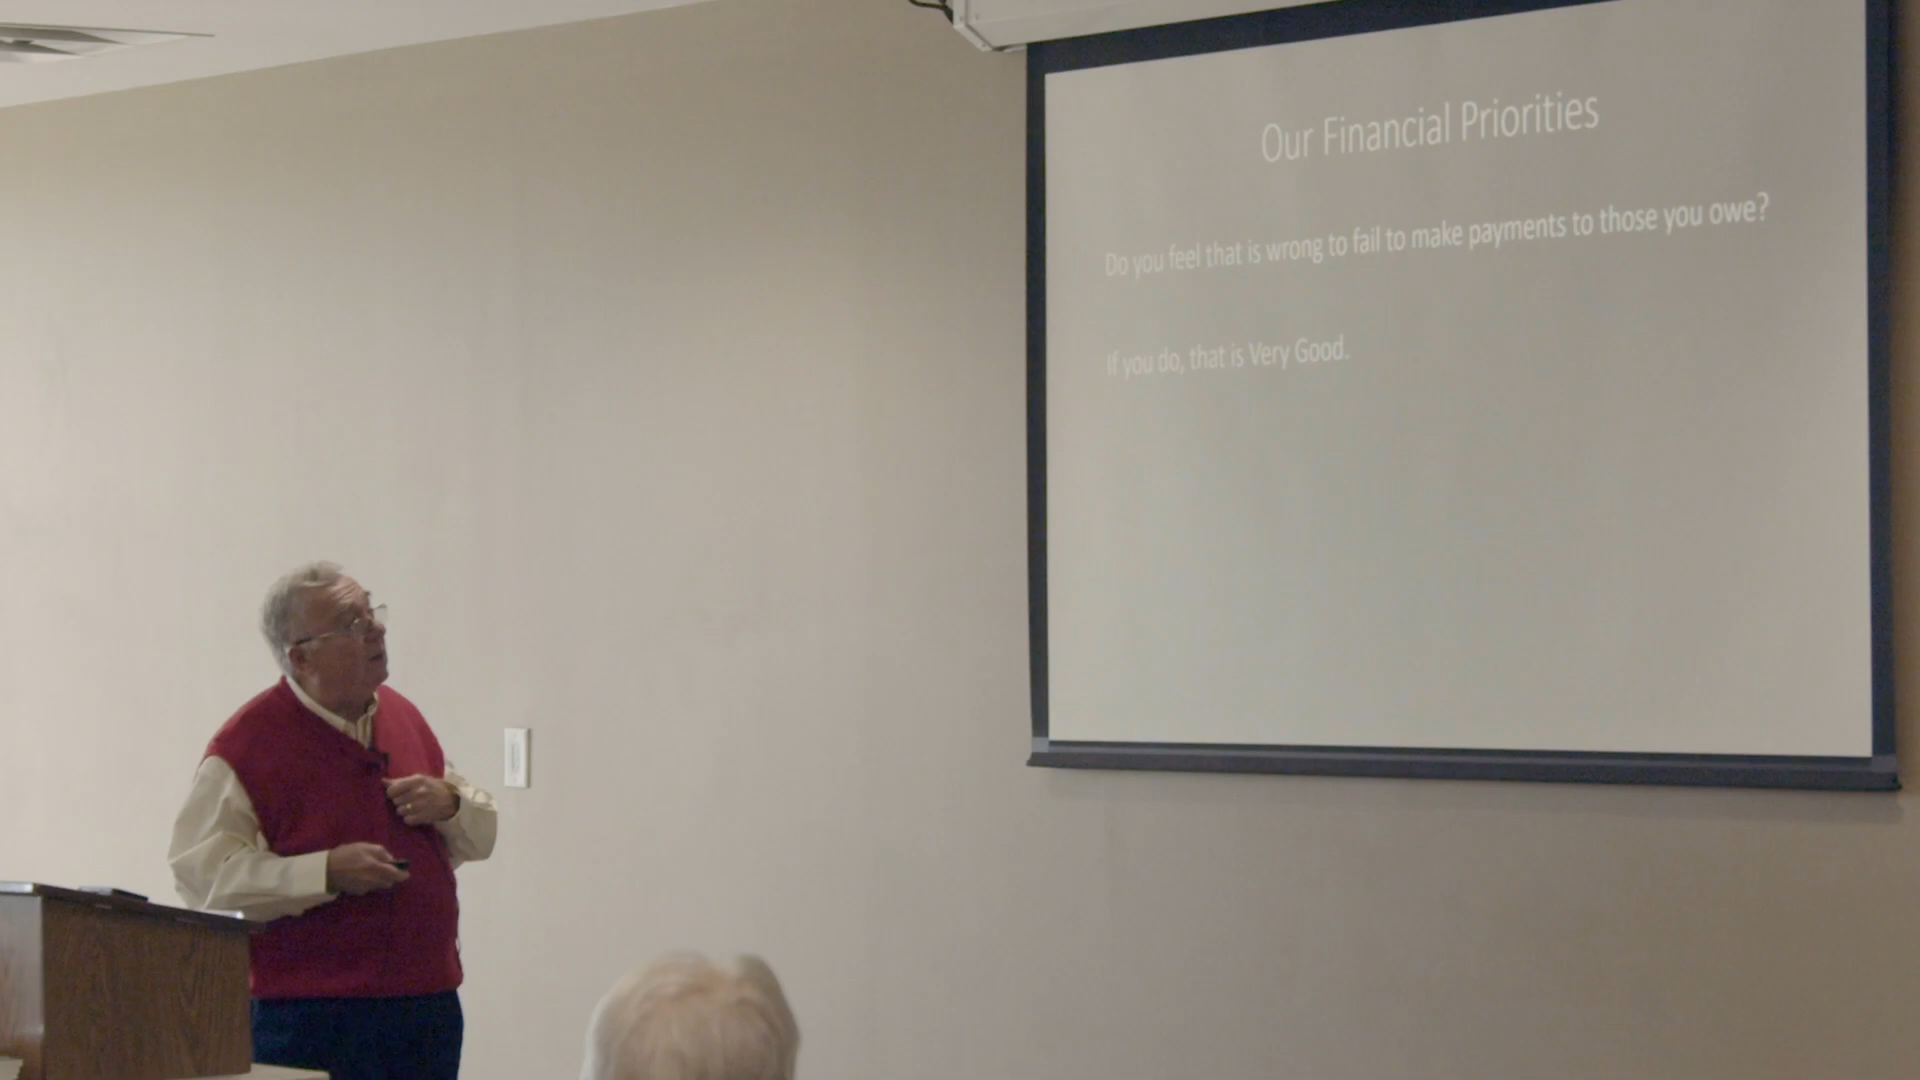 Our Financial Priorities
Do you feel that is wrong to fail to make payments to those you owe?
If you do, that is Very Good.